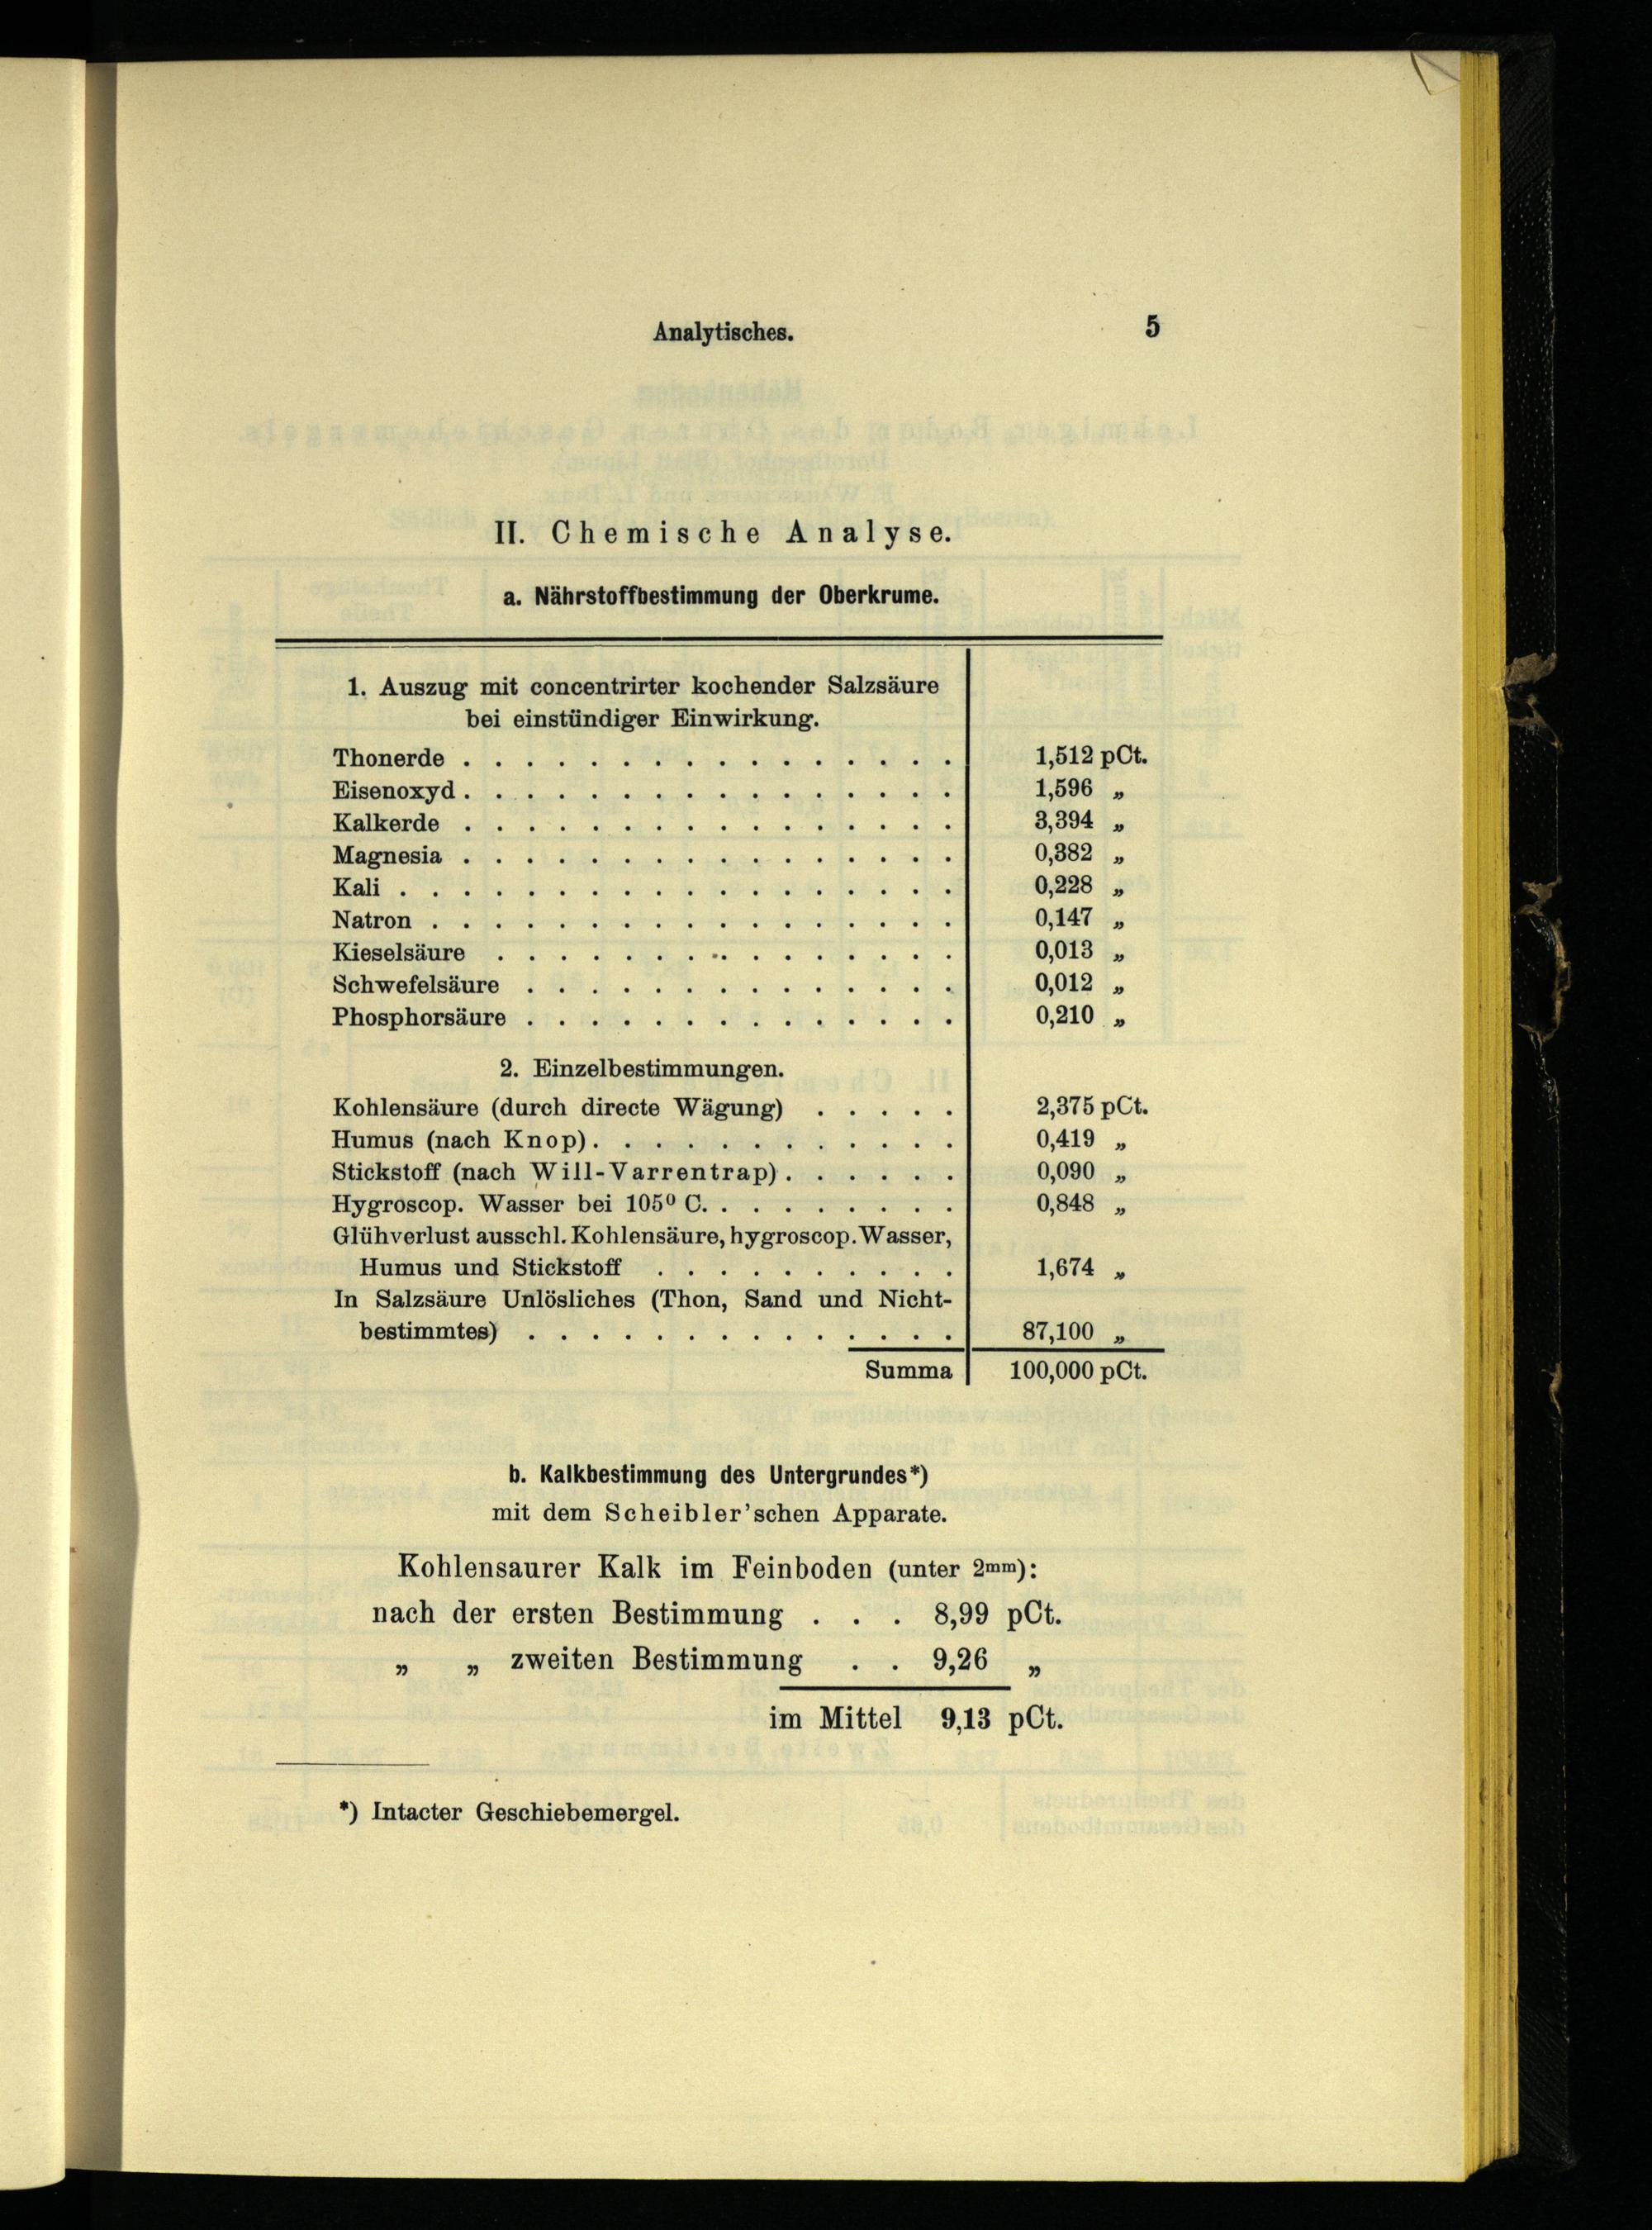 Analytisches. 5
II. Chemische Analyse.
a. Nährstoffbestimmung der Oberkrume.
1. Auszug mit concentrirter kochender Salzsäure
bei einstündiger Einwirkung.
Thonerde . . . . . . . . . . . . . . . . 1,512 pCt.
Eisenoxyd . . . . . . . . . . . . . . . . 1,596 „
Kalkerde . . . . . . . . . . . . . . . . 3,394 „
Magnesia . . . . . . . . . . . . . . . . 0,382 „
Kali . . . . . . . . . . . . . . . . . . 0,228 „
Natron . . . . . . . . . . . . . . . . . 0,147 „
Kieselsäure . . . . . . . . . . . . . . . 0,013 „
Schwefelsäure . . . . . . . . . . . . . . 0,012 „
Phosphorsäure . . . . . . . . . . . . . . 0,210 „
2. Einzelbestimmungen.
Kohlensäure (durch directe Wägung) . . . . . 2,375 pCt.
Humus (nach Knop) . . . . . . . . . . . . 0,419 „
Stickstoff (nach Will-Varrentrap) . . . . . . 0,090 „
Hygroscop. Wasser bei 105⁰ C. . . . . . . . . 0,848 „
Glühverlust ausschl. Kohlensäure, hygroscop. Wasser,
Humus und Stickstoff . . . . . . . . . . 1,674 „
In Salzsäure Unlösliches (Thon, Sand und Nicht-
bestimmtes) . . . . . . . . . . . . . . 87,100 „
Summa 100,000 pCt.
b. Kalkbestimmung des Untergrundes*)
mit dem Scheibler'schen Apparate.
Kohlensaurer Kalk im Feinboden (unter 2mm):
nach der ersten Bestimmung . . . 8,99 pCt.
„ „ zweiten Bestimmung . . 9,26 „
im Mittel 9,13 pCt.
*) Intacter Geschiebemergel.